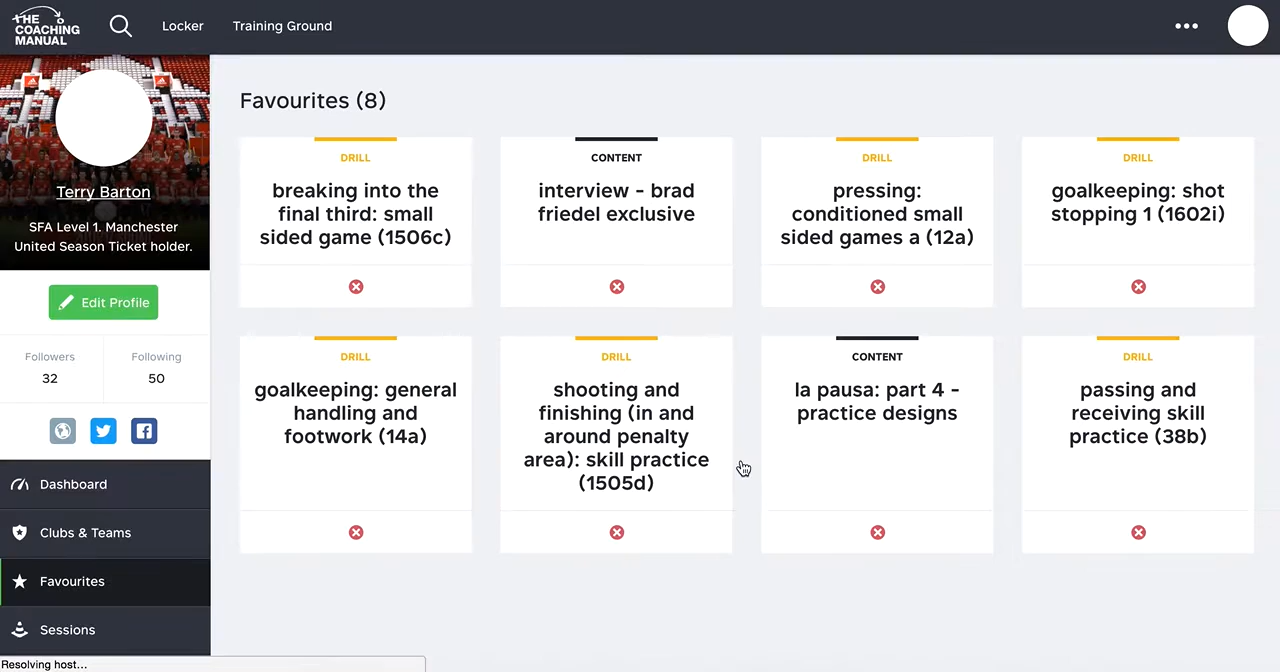 THE
COACHING
MANUAL
Locker
Training Ground
Terry Barton
SFA Level 1. Manchester
United Season Ticket holder.
Edit Profile
Followers
32
Following
50
Dashboard
Clubs & Teams
Favourites
Sessions
Resolving host...
Favourites (8)
DRILL
breaking into the
final third: small
sided game (1506c)
CONTENT
interview - brad
friedel exclusive
DRILL
pressing:
conditioned small
sided games a (12a)
DRILL
goalkeeping: shot
stopping 1 (1602i)
DRILL
goalkeeping: general
handling and
footwork (14a)
DRILL
shooting and
finishing (in and
around penalty
area): skill practice
(1505d)
CONTENT
la pausa: part 4 -
practice designs
DRILL
passing and
receiving skill
practice (38b)